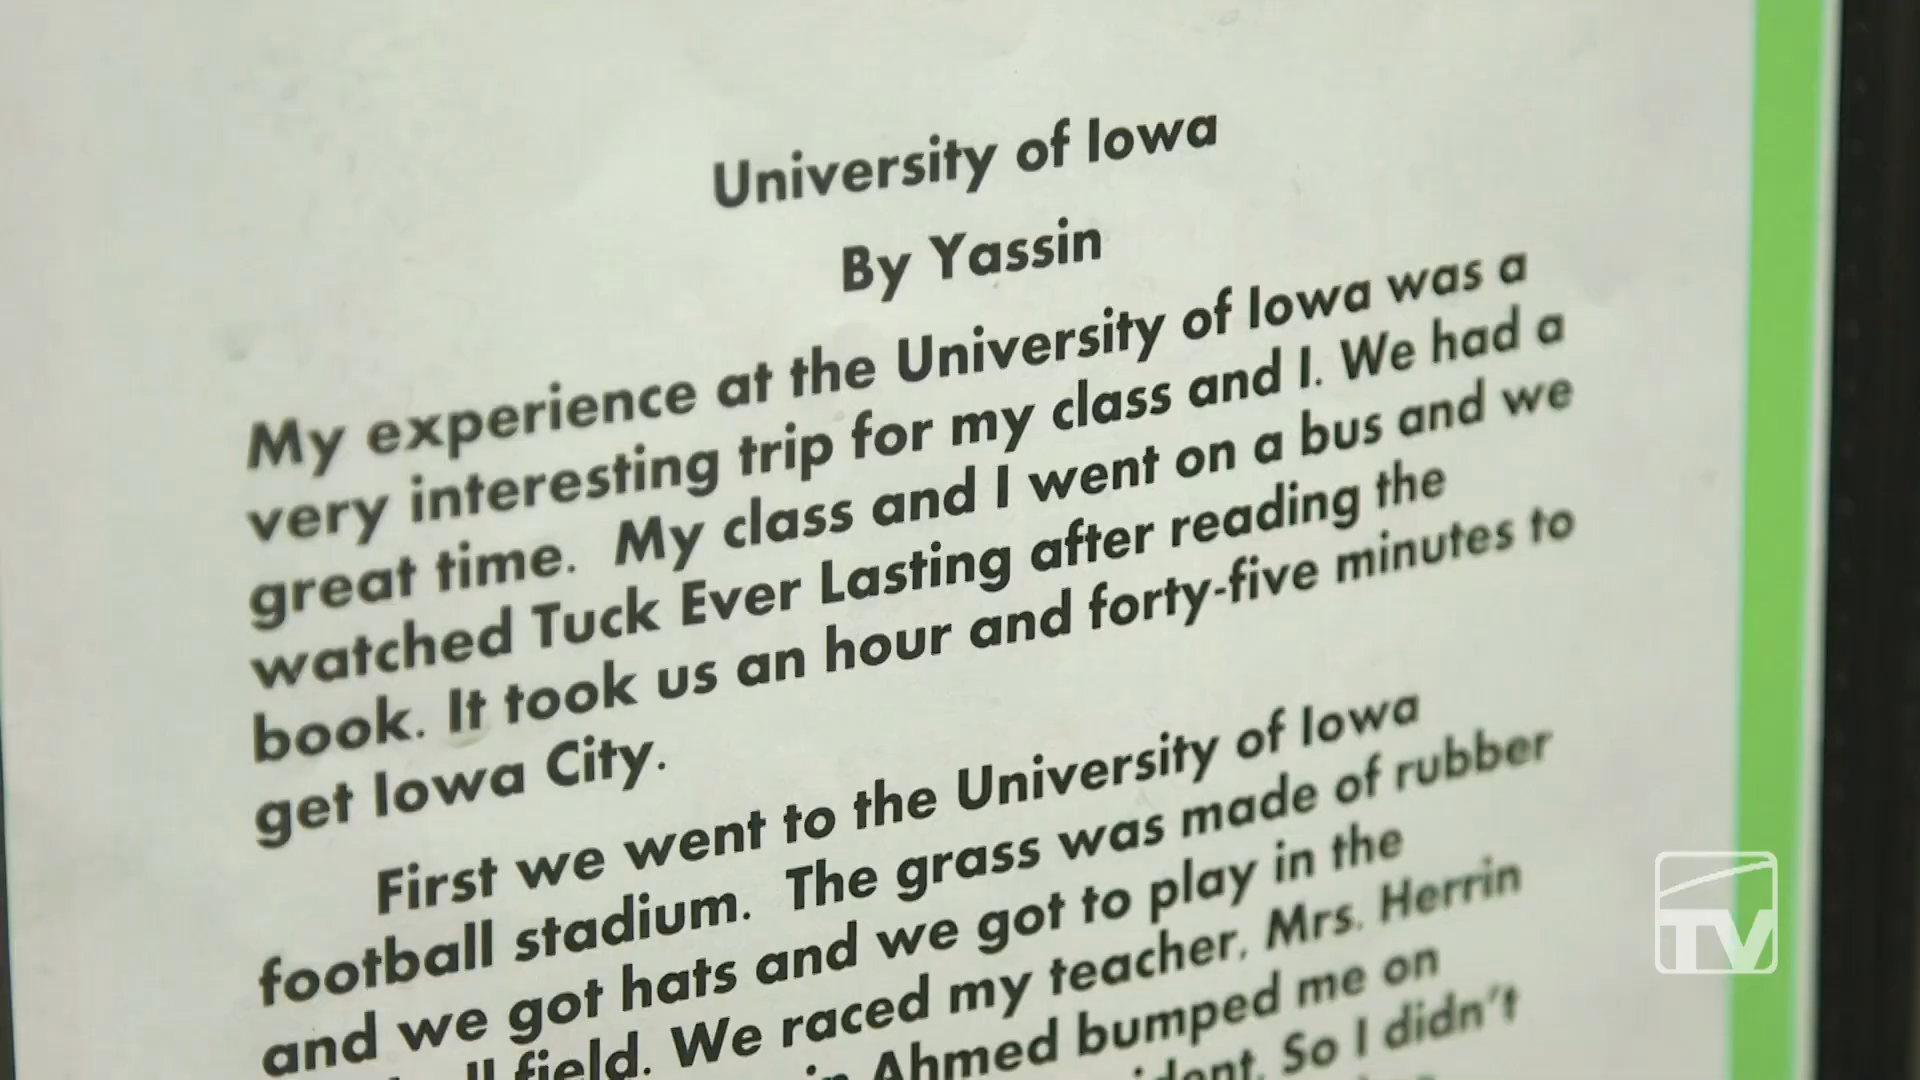 University of Iowa
By Yassin
My experience at the University of Iowa was a
very interesting trip for my class and I. We had a
great time. My class and I went on a bus and we
watched Tuck Ever Lasting after reading the
book. It took us an hour and forty-five minutes to
get Iowa City.
First we went to the University of Iowa
football stadium. The grass was made of rubber
and we got hats and we got to play in the
field. We raced my teacher, Mrs. Herrin
Ahmed bumped me on
So I didn't
TV